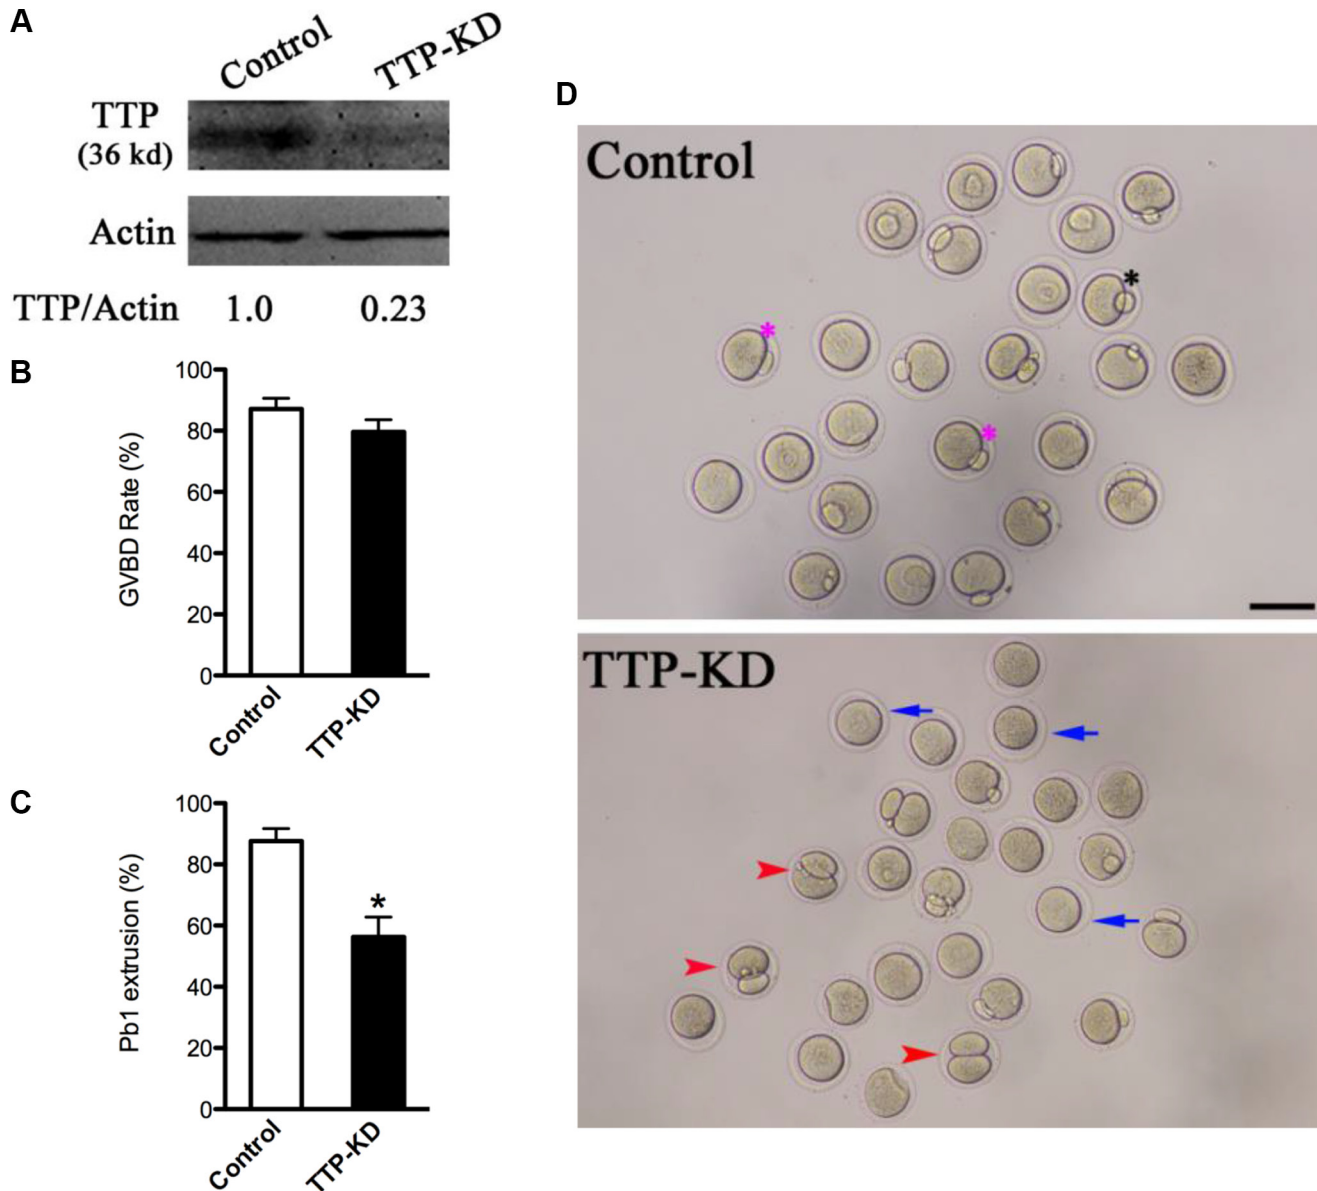 A
Control
TTP-KD
TTP
(36 kd)
Actin
TTP/Actin 1.0 0.23
B
GVBD Rate (%)
100
80
60
40
20
0
Control
TTP-KD
C
Pb1 extrusion (%)
100
80
60
40
20
0
*
Control
TTP-KD
D
Control
*
*
*
TTP-KD